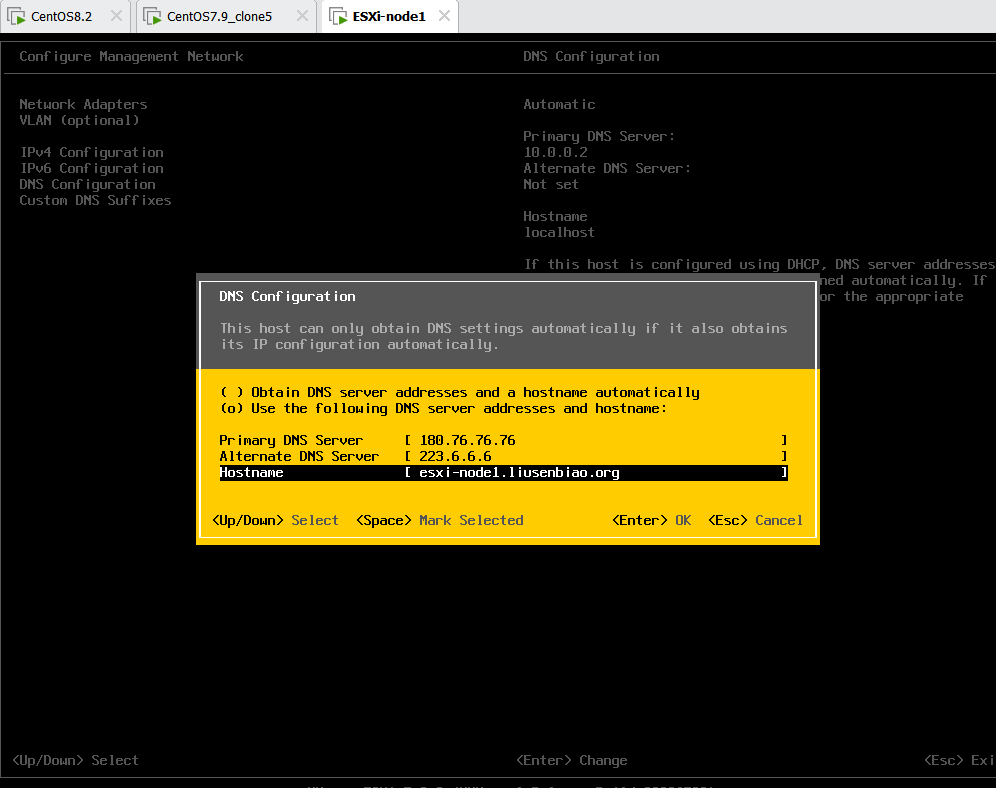 CentOS8.2 CentOS7.9_clone5 ESXi-node1
Configure Management Network DNS Configuration
Network Adapters Automatic
VLAN (optional)
Primary DNS Server:
IPv4 Configuration 10.0.0.2
IPv6 Configuration Alternate DNS Server:
DNS Configuration Not set
Custom DNS Suffixes
Hostname
localhost
If this host is configured using DHCP, DNS server addresses
ned automatically. If
or the appropriate
DNS Configuration
This host can only obtain DNS settings automatically if it also obtains
its IP configuration automatically.
( ) Obtain DNS server addresses and a hostname automatically
(o) Use the following DNS server addresses and hostname:
Primary DNS Server [ 180.76.76.76 ]
Alternate DNS Server [ 223.6.6.6 ]
Hostname [ esxi-node1.liusenbiao.org ]
<Up/Down> Select <Space> Mark Selected <Enter> OK <Esc> Cancel
<Up/Down> Select <Enter> Change <Esc> Exi